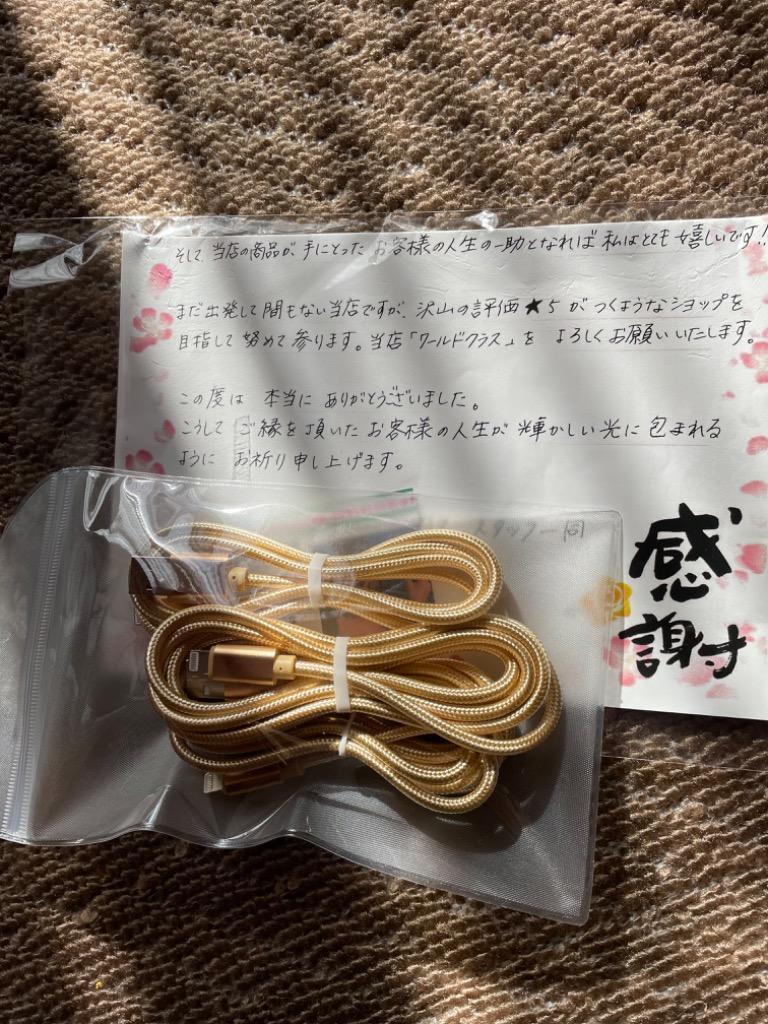 そして、当店の商品が、手にとった お客様の人生の一助となれば 私はとても嬉しいです!!
まだ出発して間もない当店ですが、沢山の評価★5がつくようなショップを
目指して努めて参ります。当店「ワールドクラス」を よろしくお願いいたします。
この度は 本当に ありがとうございました。
こうして ご縁を頂いた お客様の人生が 輝かしい光に 包まれる
ように お祈り申し上げます。
スタッフ一同
感
謝